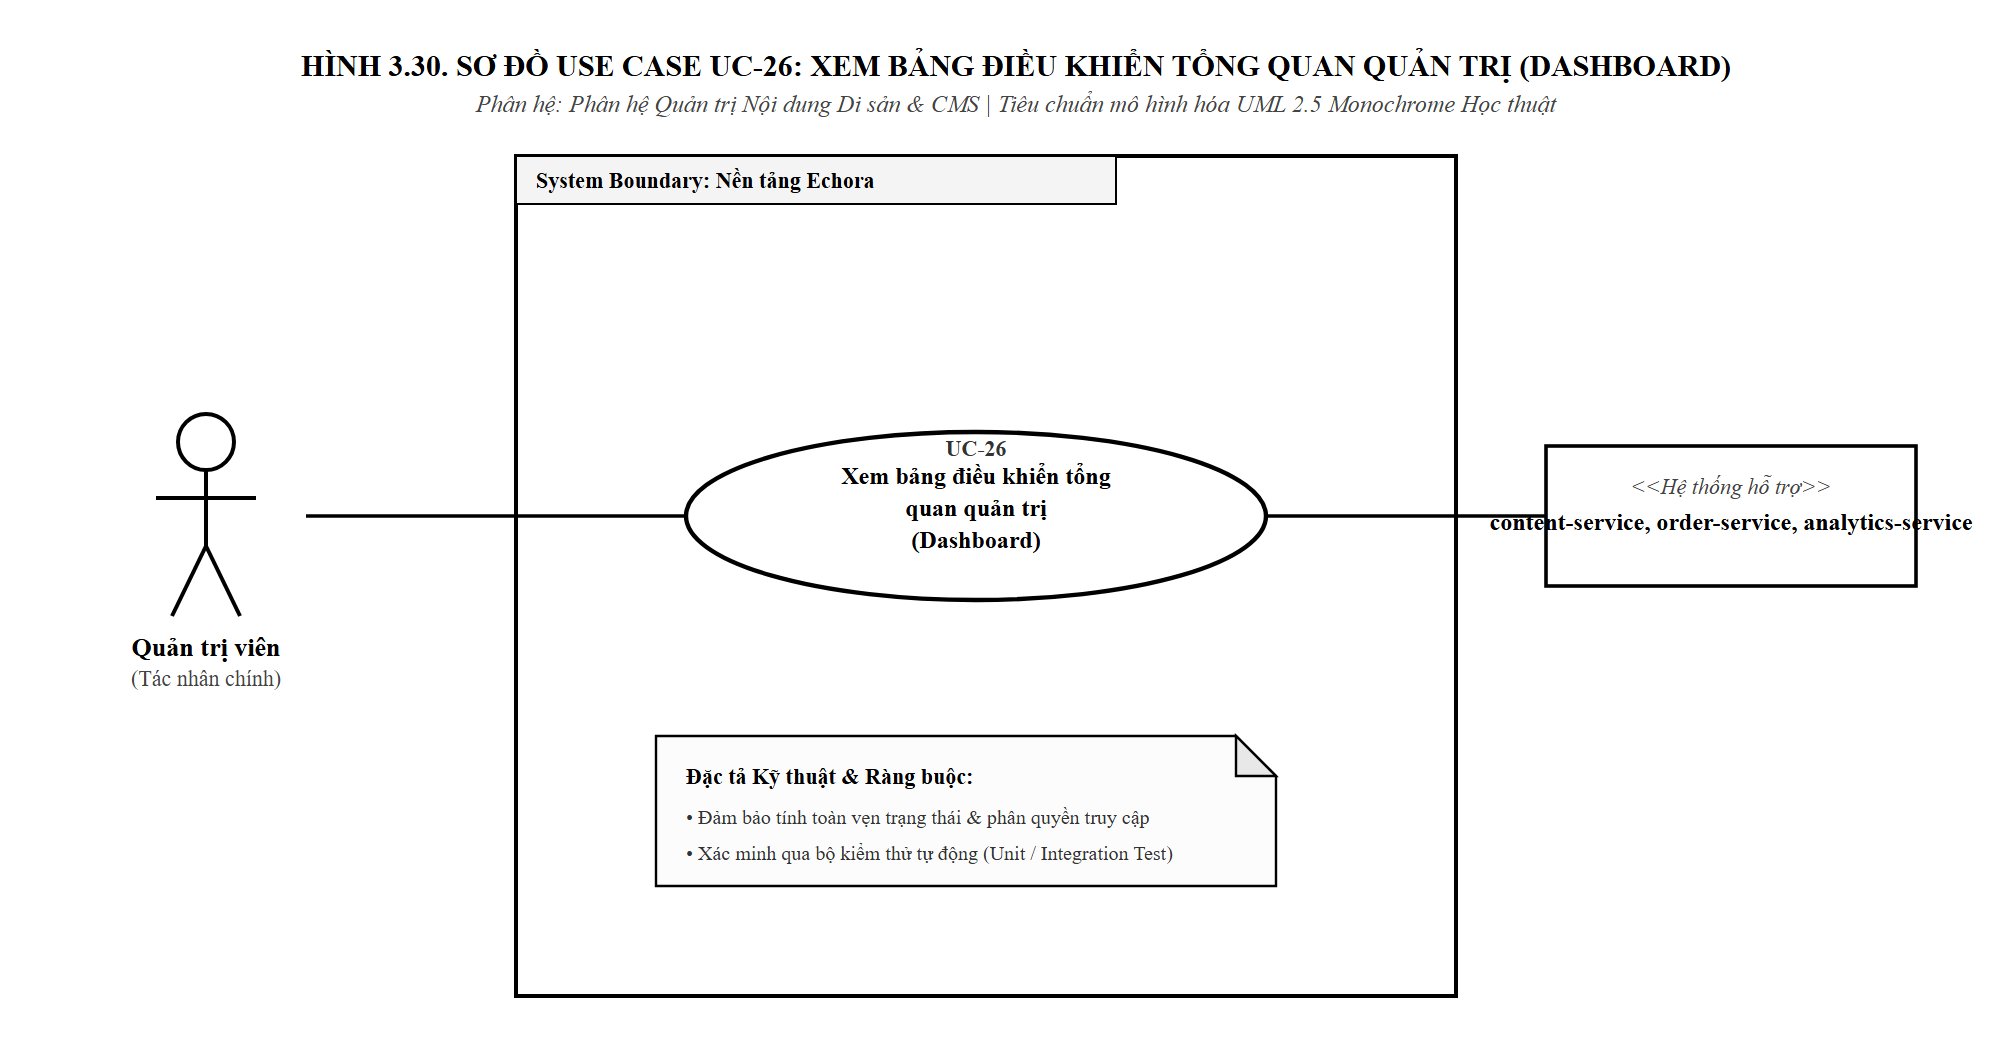 HÌNH 3.30. SƠ ĐỒ USE CASE UC-26: XEM BẢNG ĐIỀU KHIỂN TỔNG QUAN QUẢN TRỊ (DASHBOARD)
Phân hệ: Phân hệ Quản trị Nội dung Di sản & CMS | Tiêu chuẩn mô hình hóa UML 2.5 Monochrome Học thuật
System Boundary: Nền tảng Echora
UC-26
Xem bảng điều khiển tổng
quan quản trị
(Dashboard)
<<Hệ thống hỗ trợ>>
content-service, order-service, analytics-service
Quản trị viên
(Tác nhân chính)
Đặc tả Kỹ thuật & Ràng buộc:
• Đảm bảo tính toàn vẹn trạng thái & phân quyền truy cập
• Xác minh qua bộ kiểm thử tự động (Unit / Integration Test)